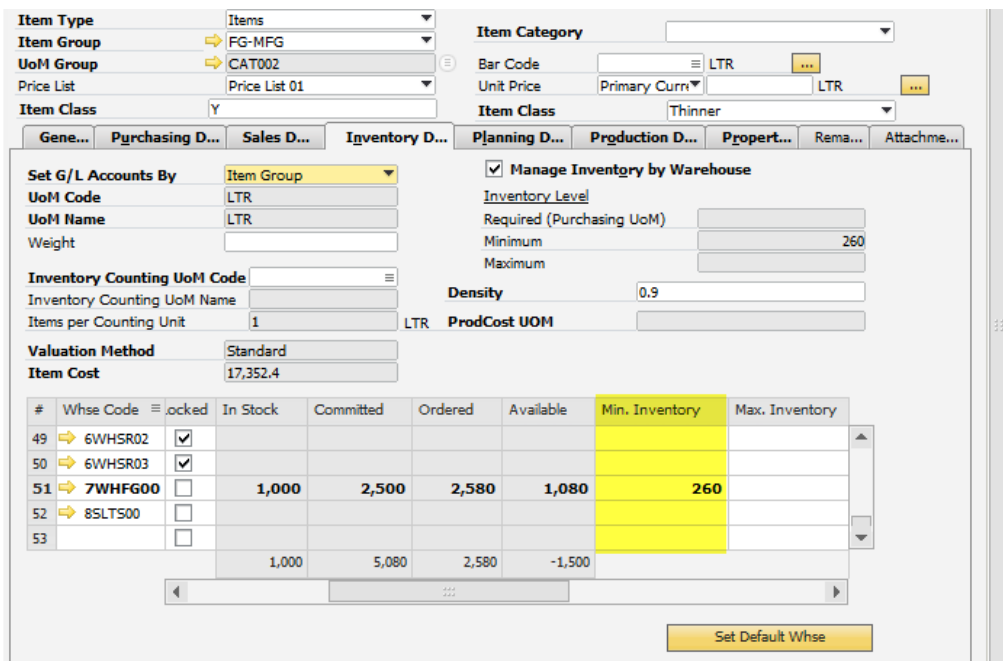 Item Type Items
Item Group FG-MFG Item Category
UoM Group CAT002 Bar Code LTR ...
Price List Price List 01 Unit Price Primary Curre LTR ...
Item Class Y Item Class Thinner
Gene... Purchasing D... Sales D... Inventory D... Planning D... Production D... Propert... Rema... Attachme...
Set G/L Accounts By Item Group Manage Inventory by Warehouse
UoM Code LTR Inventory Level
UoM Name LTR Required (Purchasing UoM)
Weight Minimum 260
Maximum
Inventory Counting UoM Code Density 0.9
Inventory Counting UoM Name
Items per Counting Unit 1 LTR ProdCost UOM
Valuation Method Standard
Item Cost 17,352.4
# Whse Code ocked In Stock Committed Ordered Available Min. Inventory Max. Inventory
49 6WHSR02
50 6WHSR03
51 7WHFG00 1,000 2,500 2,580 1,080 260
52 8SLTS00
53
1,000 5,080 2,580 -1,500
Set Default Whse